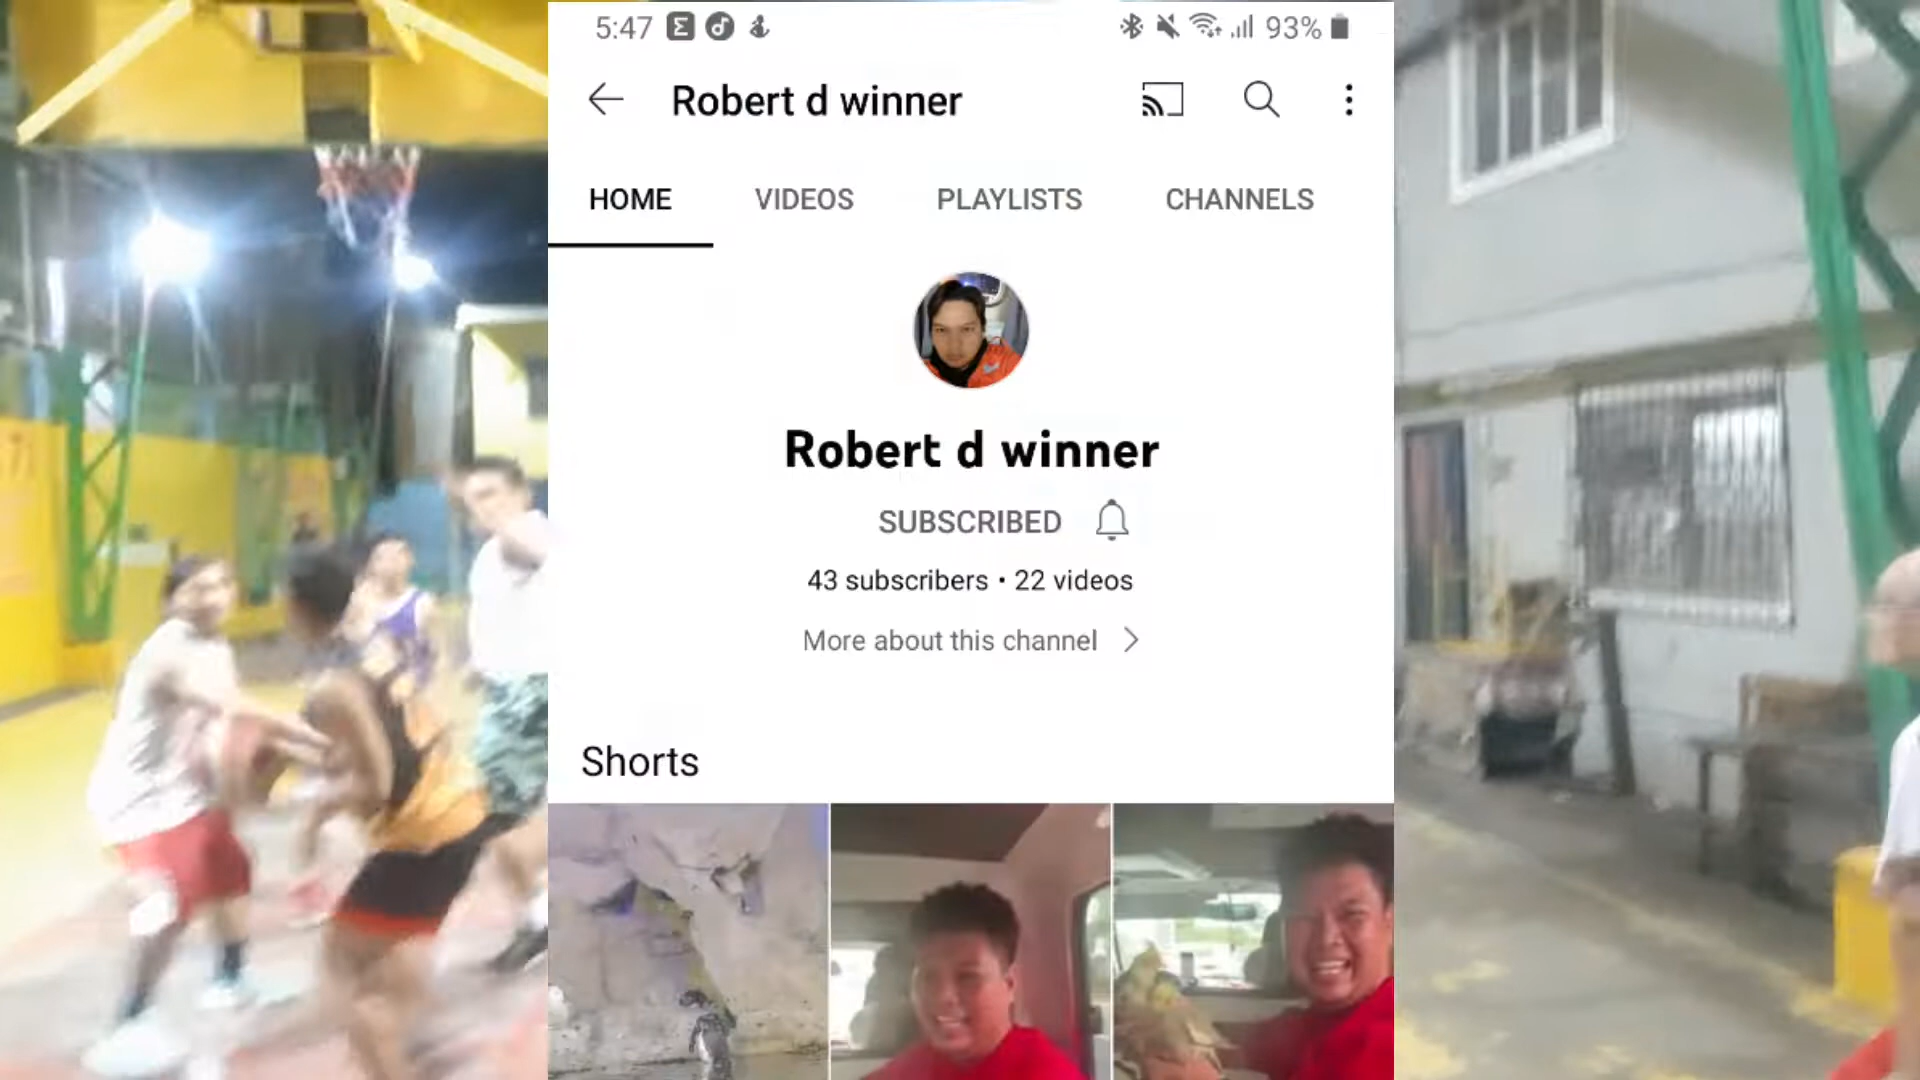 5:47 93%
Robert d winner
HOME VIDEOS PLAYLISTS CHANNELS
Robert d winner
SUBSCRIBED
43 subscribers • 22 videos
More about this channel
Shorts